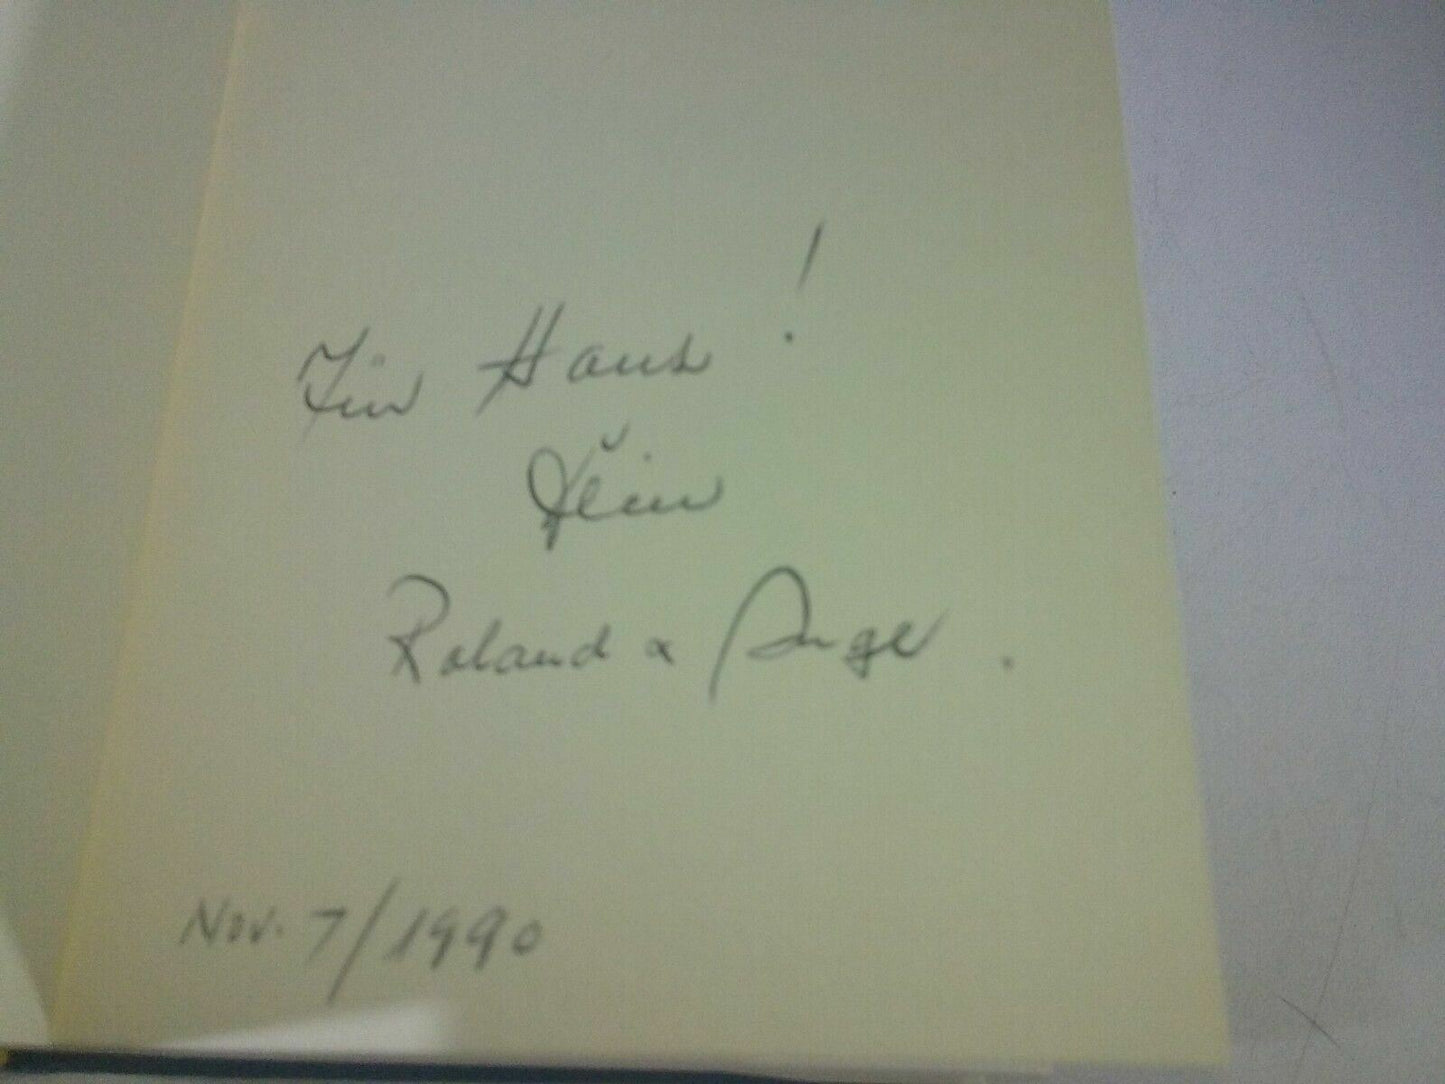 Für Hans !
Roland & Inge .
Nov. 7/1990